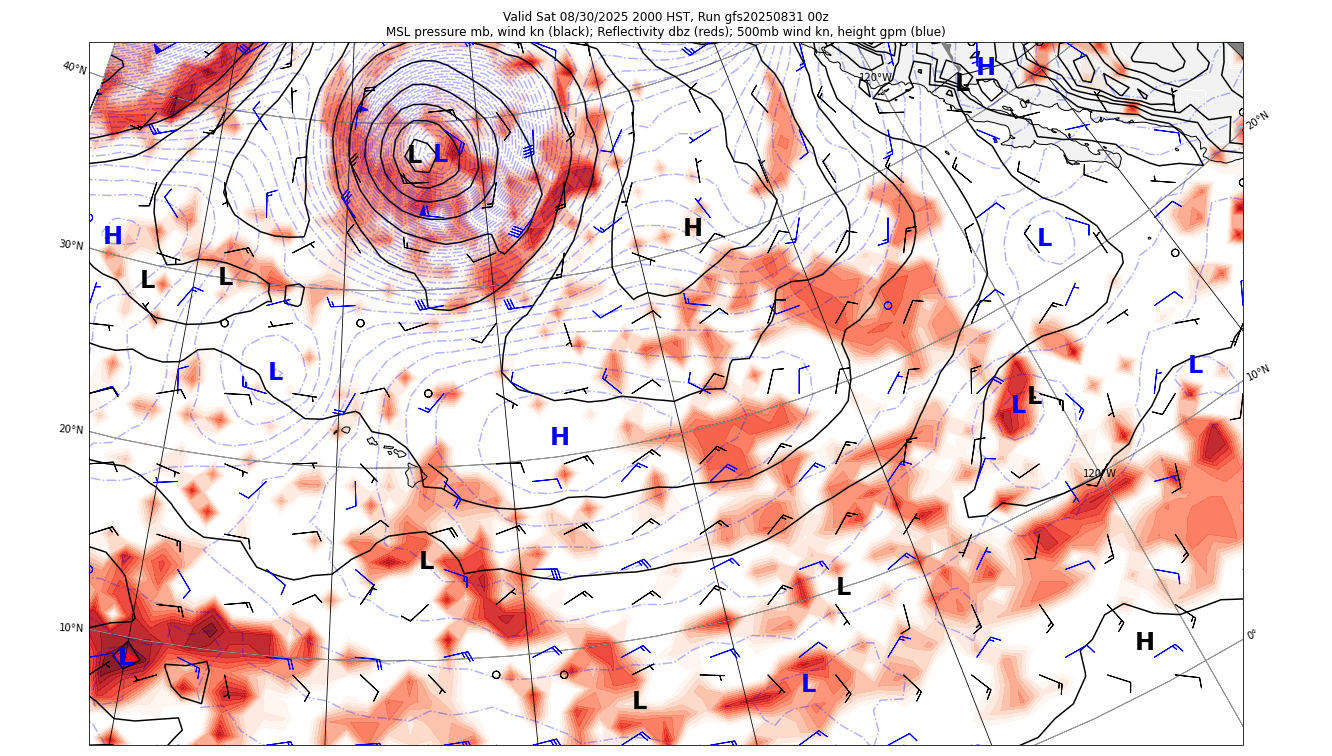 Valid Sat 08/30/2025 2000 HST, Run gfs20250831 00z
MSL pressure mb, wind kn (black); Reflectivity dbz (reds); 500mb wind kn, height gpm (blue)
40°N
120°W
H
L
20°N
L L
H
H
L
30°N
L
L
L
L
10°N
L
L
L
H
20°N
120°W
L
L
10°N
L
H
0°
L
L